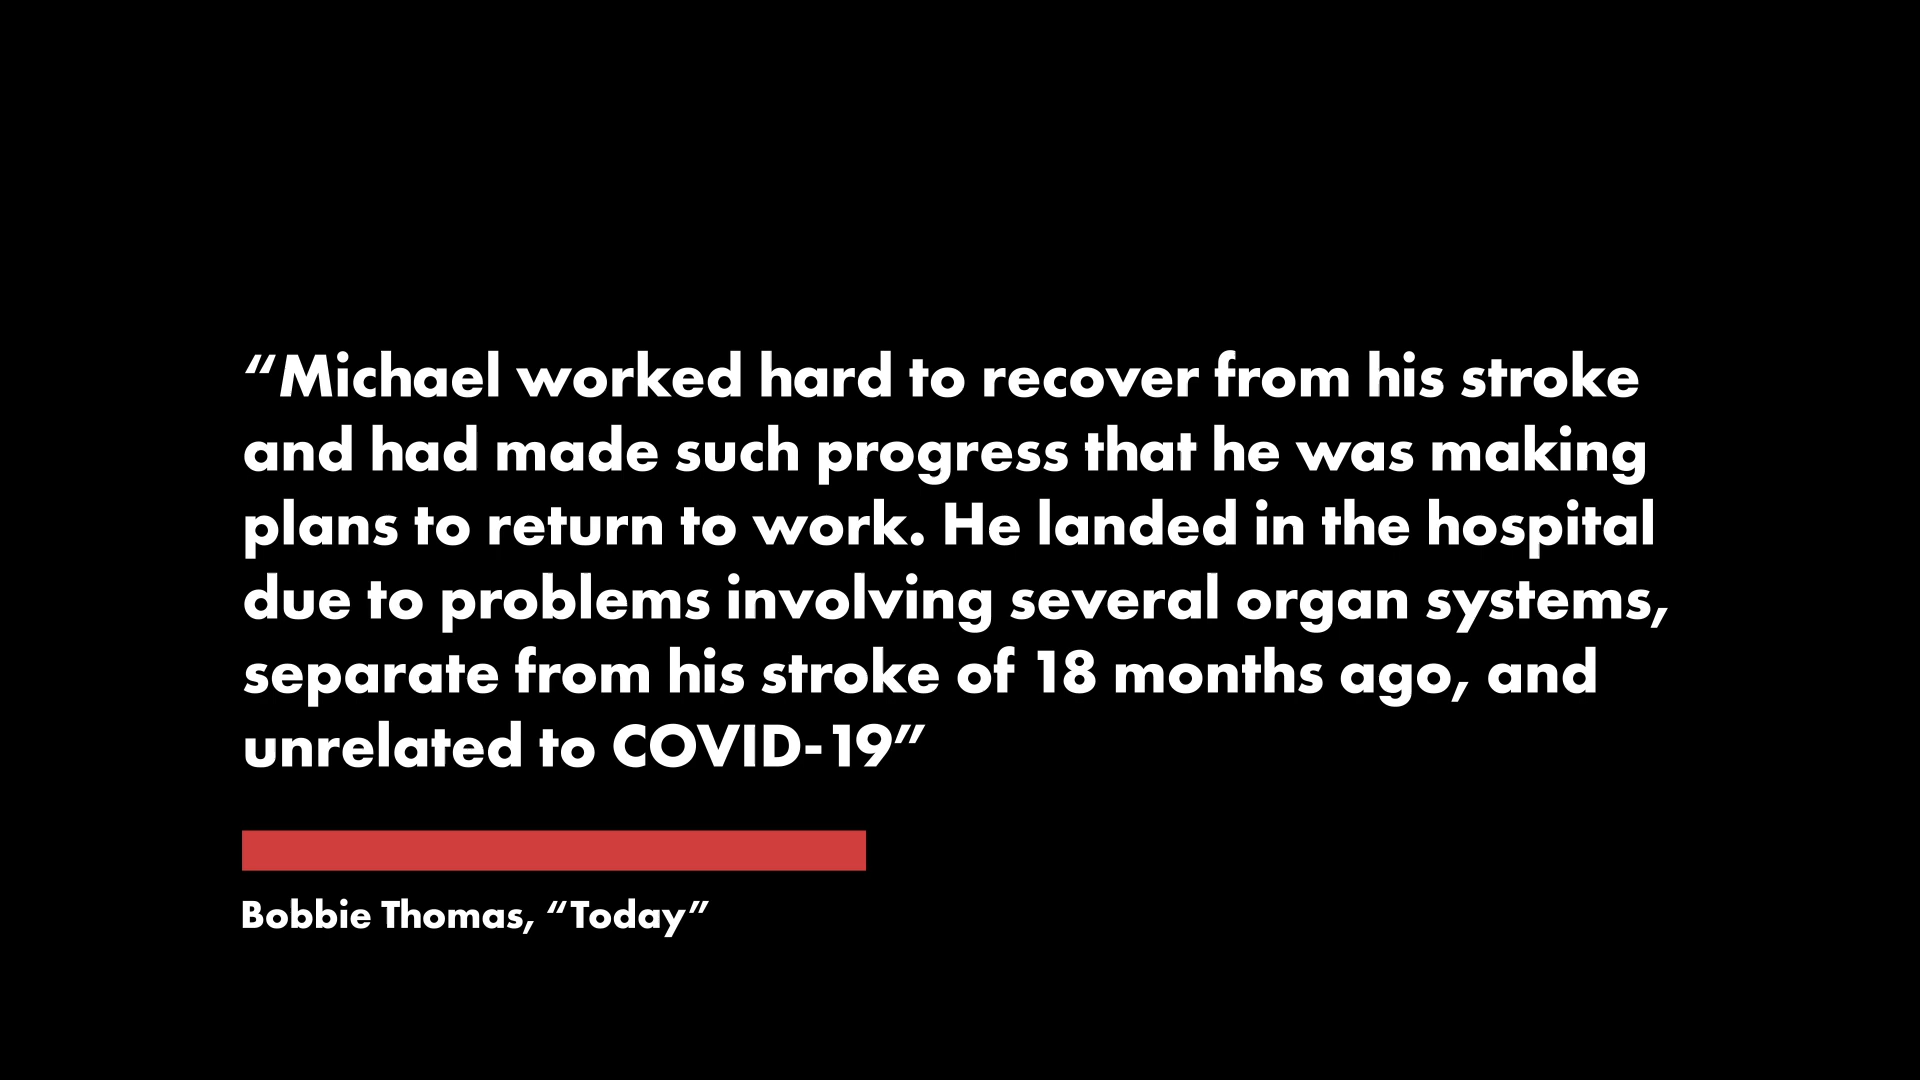 “Michael worked hard to recover from his stroke
and had made such progress that he was making
plans to return to work. He landed in the hospital
due to problems involving several organ systems,
separate from his stroke of 18 months ago, and
unrelated to COVID-19”
Bobbie Thomas, “Today”